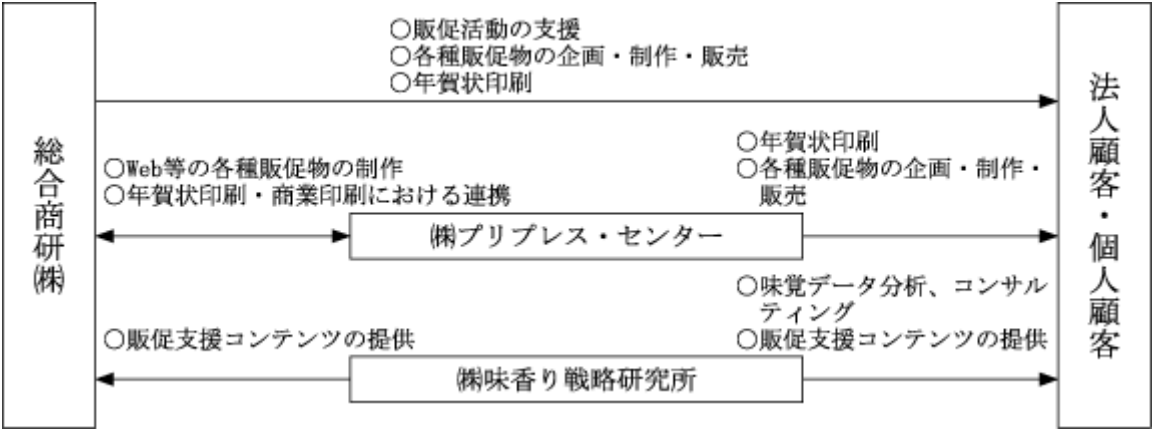 ○販促活動の支援
○各種販促物の企画・制作・販売
○年賀状印刷
総合商研㈱
法人顧客・個人顧客
○Web等の各種販促物の制作
○年賀状印刷・商業印刷における連携
○年賀状印刷
○各種販促物の企画・制作・
販売
㈱プリプレス・センター
○味覚データ分析、コンサル
ティング
○販促支援コンテンツの提供
○販促支援コンテンツの提供
㈱味香り戦略研究所